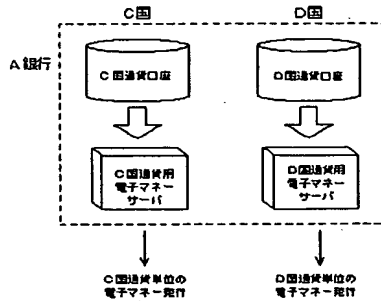 C国
D国
A銀行
C国通貨口座
D国通貨口座
C国通貨用
電子マネー
サーバ
D国通貨用
電子マネー
サーバ
C国通貨単位の
電子マネー発行
D国通貨単位の
電子マネー発行